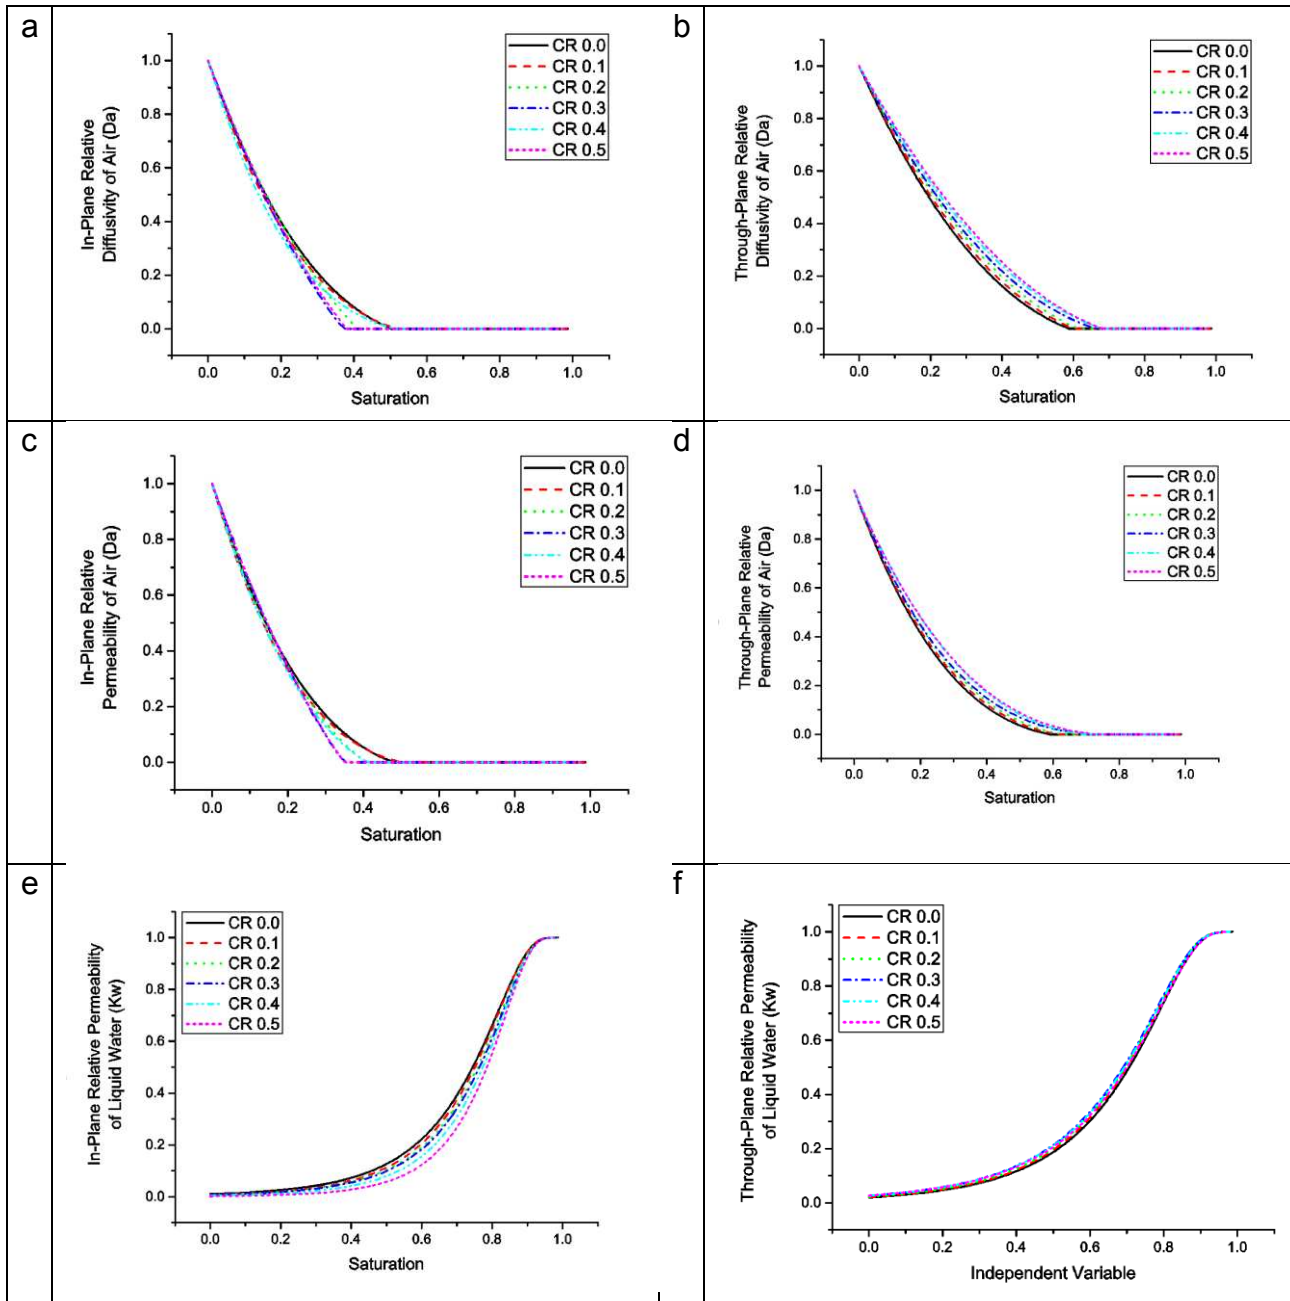 a
In-Plane Relative
Diffusivity of Air (Da)
1.0
0.8
0.6
0.4
0.2
0.0
0.0 0.2 0.4 0.6 0.8 1.0
Saturation
CR 0.0
CR 0.1
CR 0.2
CR 0.3
CR 0.4
CR 0.5
b
Through-Plane Relative
Diffusivity of Air (Da)
1.0
0.8
0.6
0.4
0.2
0.0
0.0 0.2 0.4 0.6 0.8 1.0
Saturation
CR 0.0
CR 0.1
CR 0.2
CR 0.3
CR 0.4
CR 0.5
c
In-Plane Relative
Permeability of Air (Da)
1.0
0.8
0.6
0.4
0.2
0.0
0.0 0.2 0.4 0.6 0.8 1.0
Saturation
CR 0.0
CR 0.1
CR 0.2
CR 0.3
CR 0.4
CR 0.5
d
Through-Plane Relative
Permeability of Air (Da)
1.0
0.8
0.6
0.4
0.2
0.0
0.0 0.2 0.4 0.6 0.8 1.0
Saturation
CR 0.0
CR 0.1
CR 0.2
CR 0.3
CR 0.4
CR 0.5
e
In-Plane Relative Permeability
of Liquid Water (Kw)
1.0
0.8
0.6
0.4
0.2
0.0
0.0 0.2 0.4 0.6 0.8 1.0
Saturation
CR 0.0
CR 0.1
CR 0.2
CR 0.3
CR 0.4
CR 0.5
f
Through-Plane Relative Permeability
of Liquid Water (Kw)
1.0
0.8
0.6
0.4
0.2
0.0
0.0 0.2 0.4 0.6 0.8 1.0
Independent Variable
CR 0.0
CR 0.1
CR 0.2
CR 0.3
CR 0.4
CR 0.5